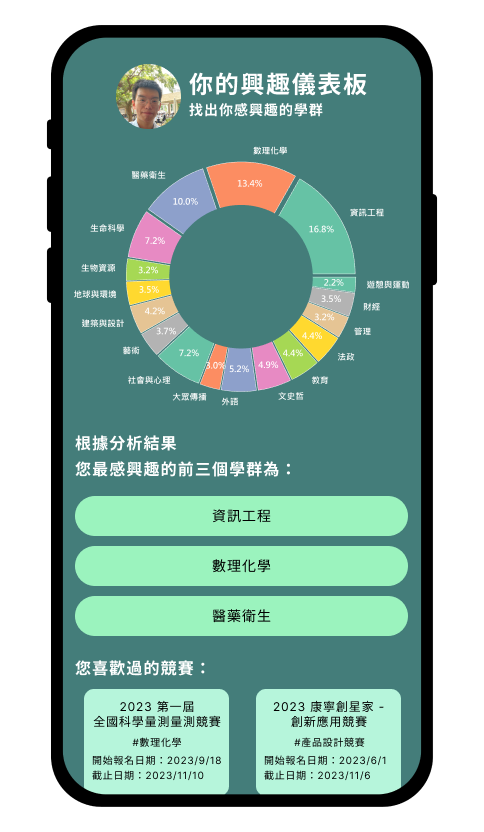 你的興趣儀表板
找出你感興趣的學群
數理化學
13.4%
醫藥衛生
10.0%
資訊工程
16.8%
生命科學
7.2%
生物資源
3.2%
遊憩與運動
2.2%
地球與環境
3.5%
財經
3.5%
建築與設計
4.2%
管理
3.2%
藝術
3.7%
法政
4.4%
社會與心理
7.2%
教育
4.4%
大眾傳播
3.0%
外語
5.2%
文史哲
4.9%
根據分析結果
您最感興趣的前三個學群為：
資訊工程
數理化學
醫藥衛生
您喜歡過的競賽：
2023 第一屆
全國科學量測量測競賽
#數理化學
開始報名日期：2023/9/18
截止日期：2023/11/10
2023 康寧創星家 -
創新應用競賽
#產品設計競賽
開始報名日期：2023/6/1
截止日期：2023/11/6